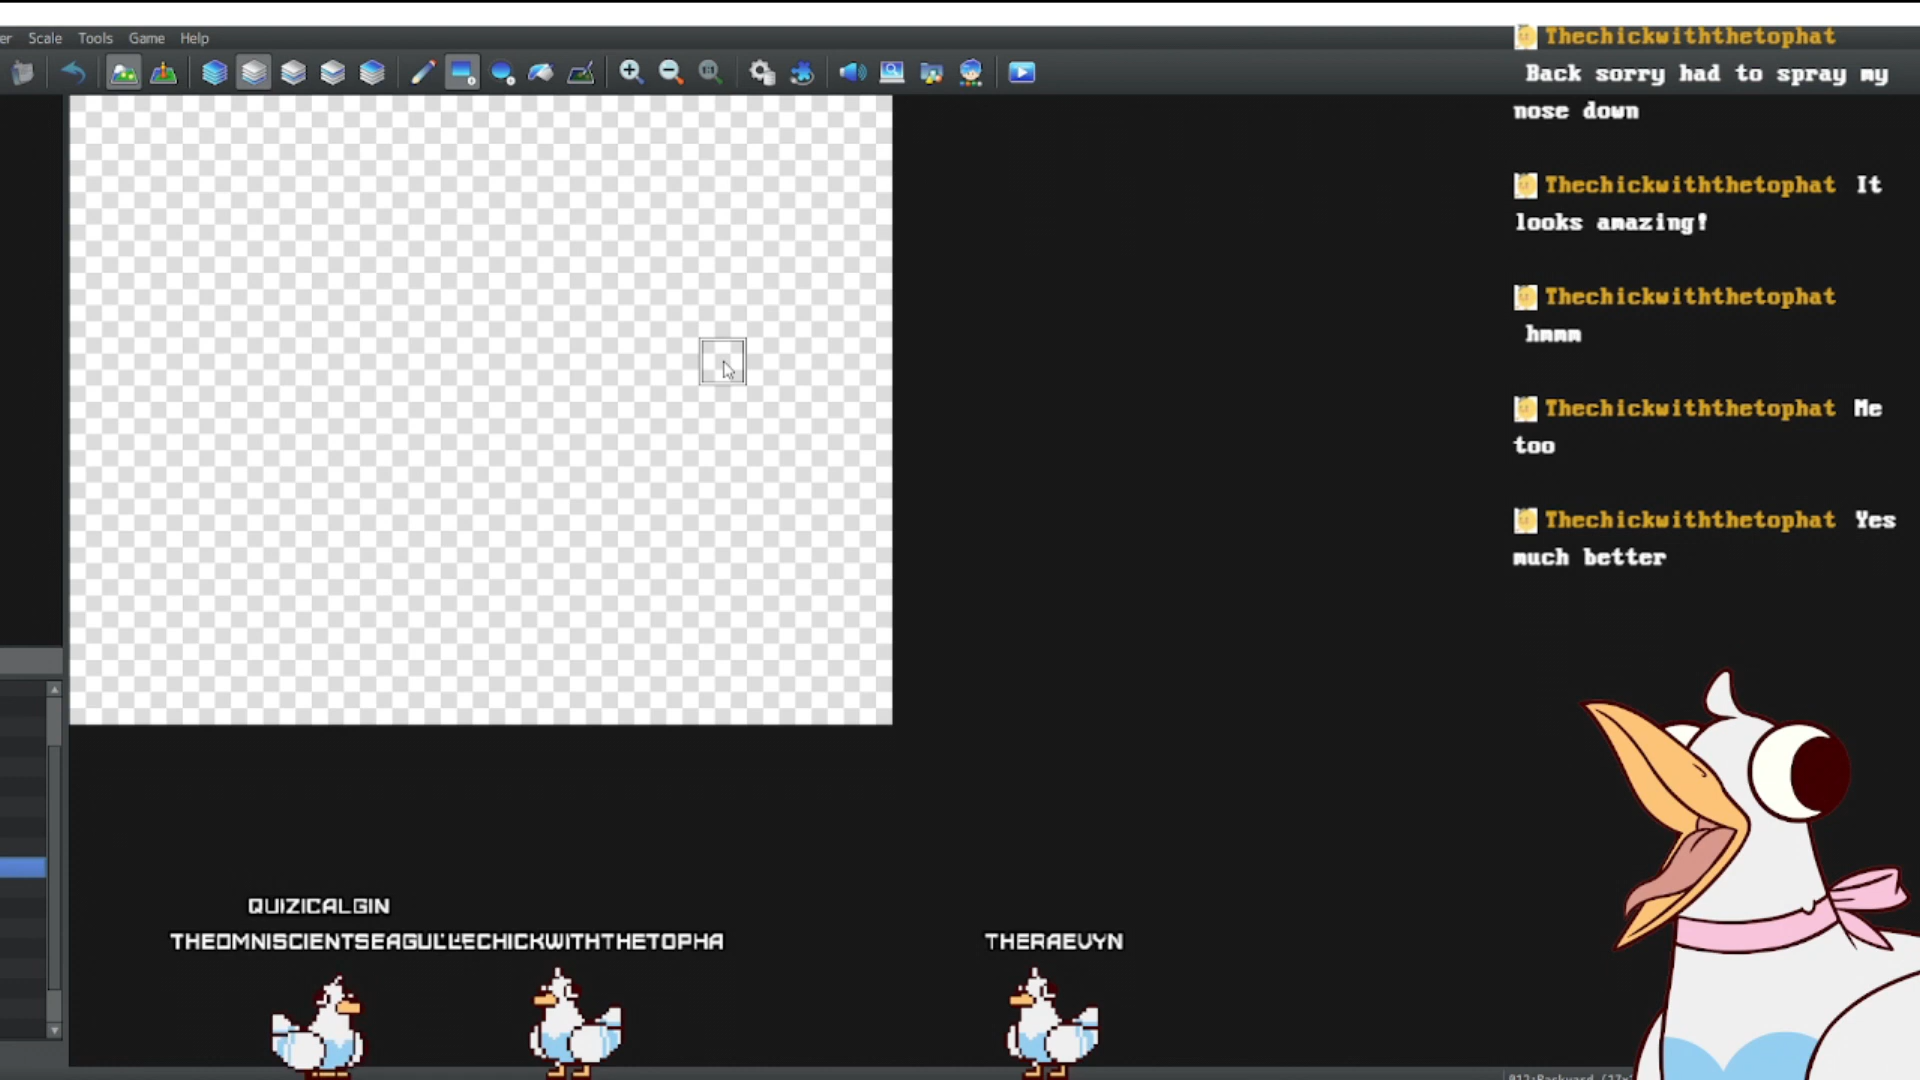 er Scale Tools Game Help
Thechickwiththetophat
Back sorry had to spray my
nose down
Thechickwiththetophat It
looks amazing!
Thechickwiththetophat
hmmm
Thechickwiththetophat Me
too
Thechickwiththetophat Yes
much better
QUIZICALGIN
THEOMNISCIENTSEAGULLECHICKWITHTHETOPHA
THERAEVYN